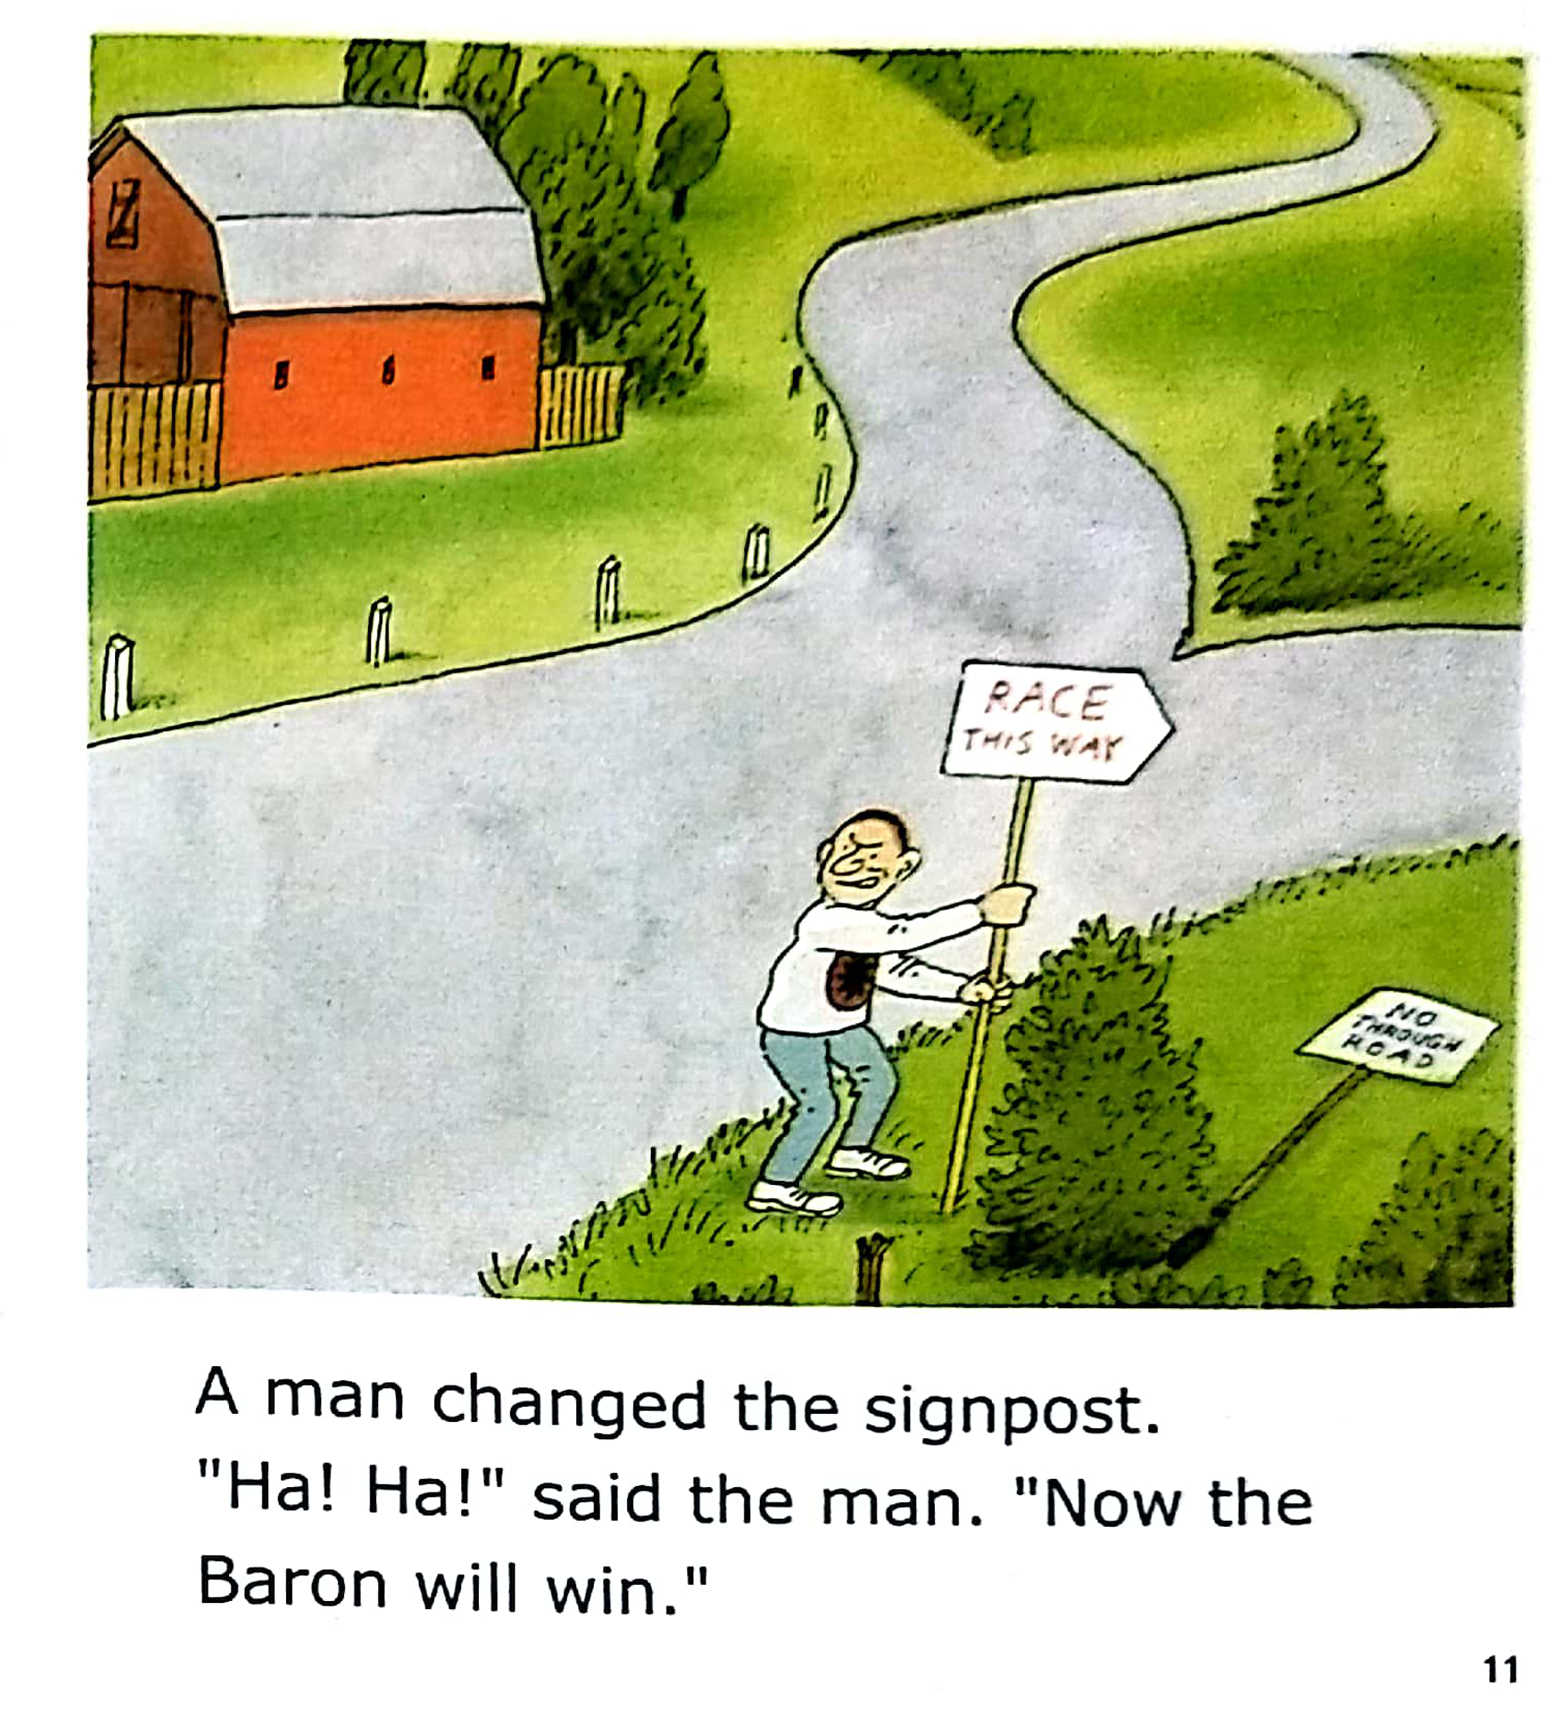 RACE
THIS WAY
NO
THROUGH
ROAD
A man changed the signpost.
"Ha! Ha!" said the man. "Now the
Baron will win."
11